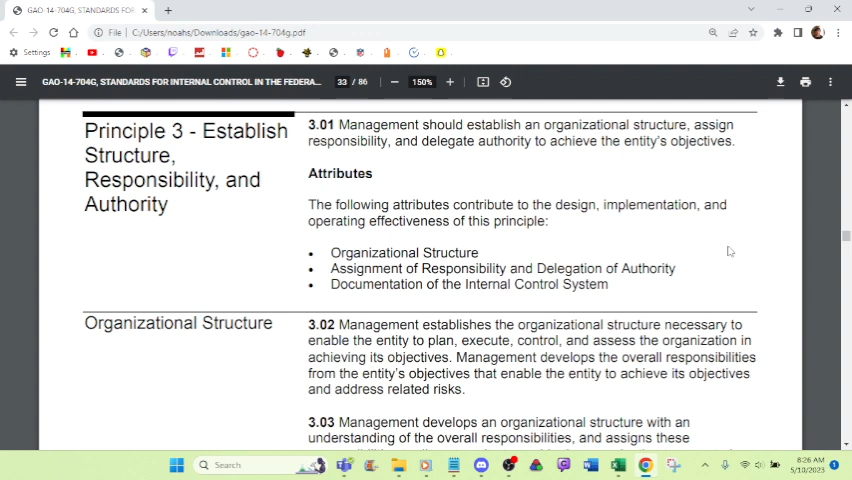 GAO-14-704G, STANDARDS FOR
File
C:/Users/noahs/Downloads/gao-14-704g.pdf
Settings
GAO-14-704G, STANDARDS FOR INTERNAL CONTROL IN THE FEDERA...
33 / 86
150%
Principle 3 - Establish
Structure,
Responsibility, and
Authority
3.01 Management should establish an organizational structure, assign
responsibility, and delegate authority to achieve the entity's objectives.
Attributes
The following attributes contribute to the design, implementation, and
operating effectiveness of this principle:
• Organizational Structure
• Assignment of Responsibility and Delegation of Authority
• Documentation of the Internal Control System
Organizational Structure
3.02 Management establishes the organizational structure necessary to
enable the entity to plan, execute, control, and assess the organization in
achieving its objectives. Management develops the overall responsibilities
from the entity's objectives that enable the entity to achieve its objectives
and address related risks.
3.03 Management develops an organizational structure with an
understanding of the overall responsibilities, and assigns these
Search
8:26 AM
5/10/2023